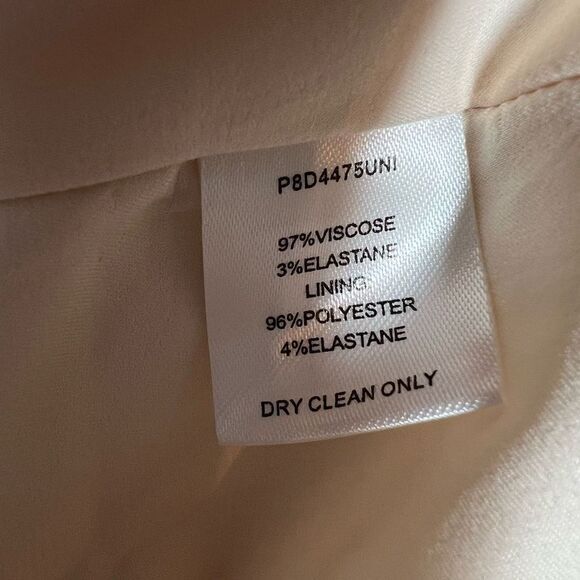 P8D4475UNI
97%VISCOSE
3%ELASTANE
LINING
96%POLYESTER
4%ELASTANE
DRY CLEAN ONLY